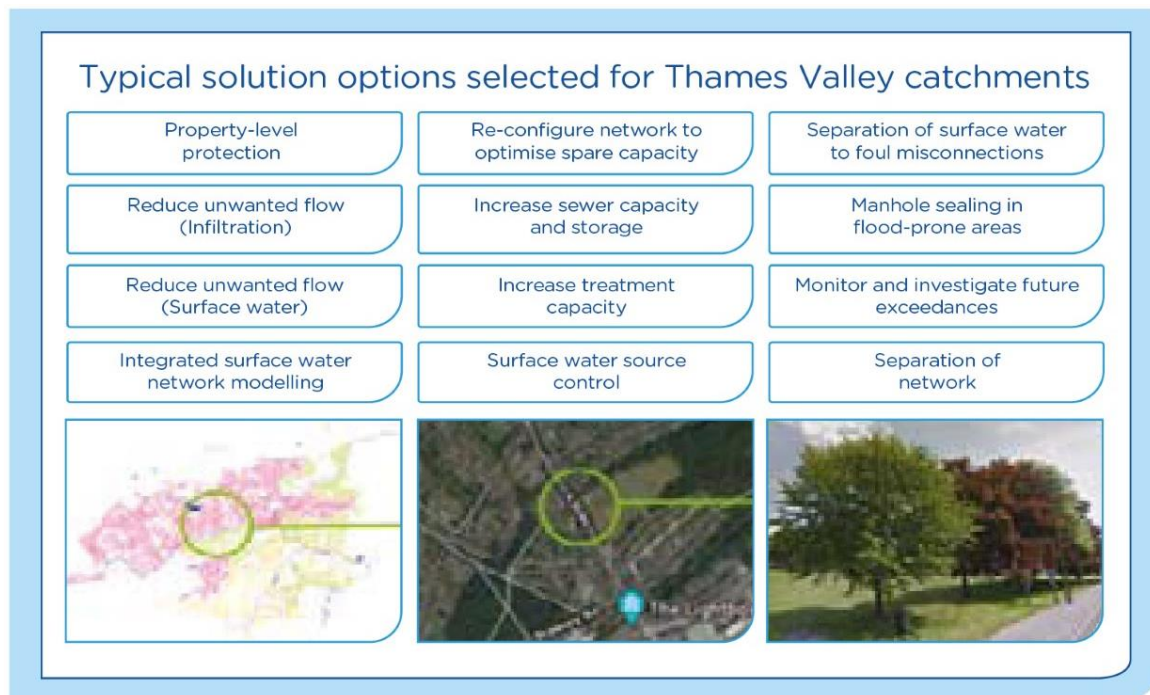 Typical solution options selected for Thames Valley catchments
Property-level
protection
Re-configure network to
optimise spare capacity
Separation of surface water
to foul misconnections
Reduce unwanted flow
(Infiltration)
Increase sewer capacity
and storage
Manhole sealing in
flood-prone areas
Reduce unwanted flow
(Surface water)
Increase treatment
capacity
Monitor and investigate future
exceedances
Integrated surface water
network modelling
Surface water source
control
Separation of
network
The